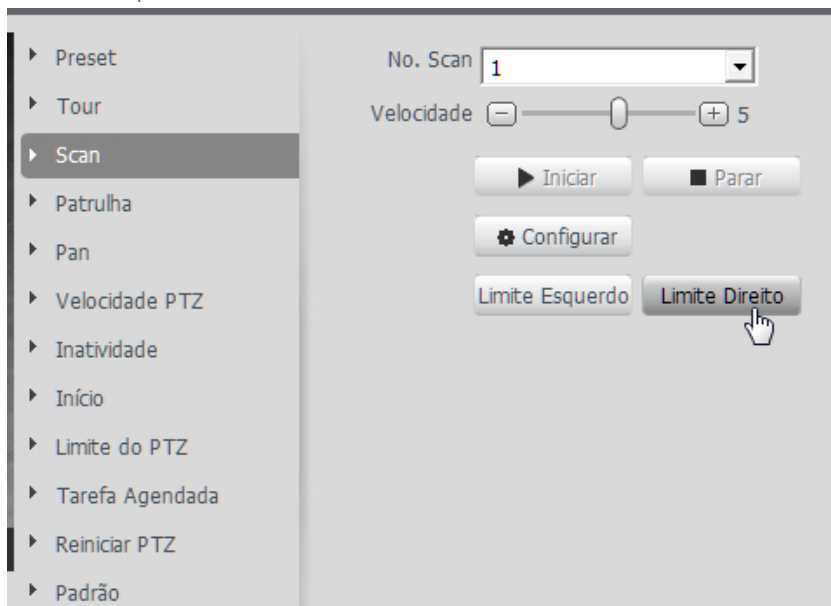 Preset
Tour
Scan
Patrulha
Pan
Velocidade PTZ
Inatividade
Início
Limite do PTZ
Tarefa Agendada
Reiniciar PTZ
Padrão
No. Scan 1
Velocidade 5
Iniciar Parar
Configurar
Limite Esquerdo Limite Direito